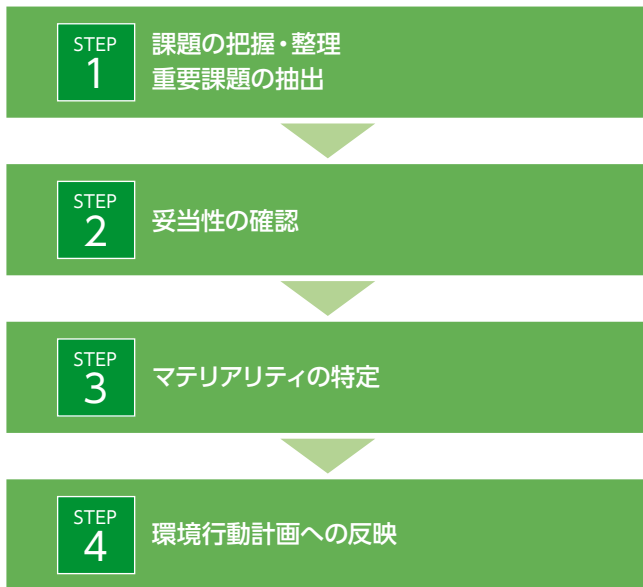 STEP
1
課題の把握・整理
重要課題の抽出
STEP
2
妥当性の確認
STEP
3
マテリアリティの特定
STEP
4
環境行動計画への反映